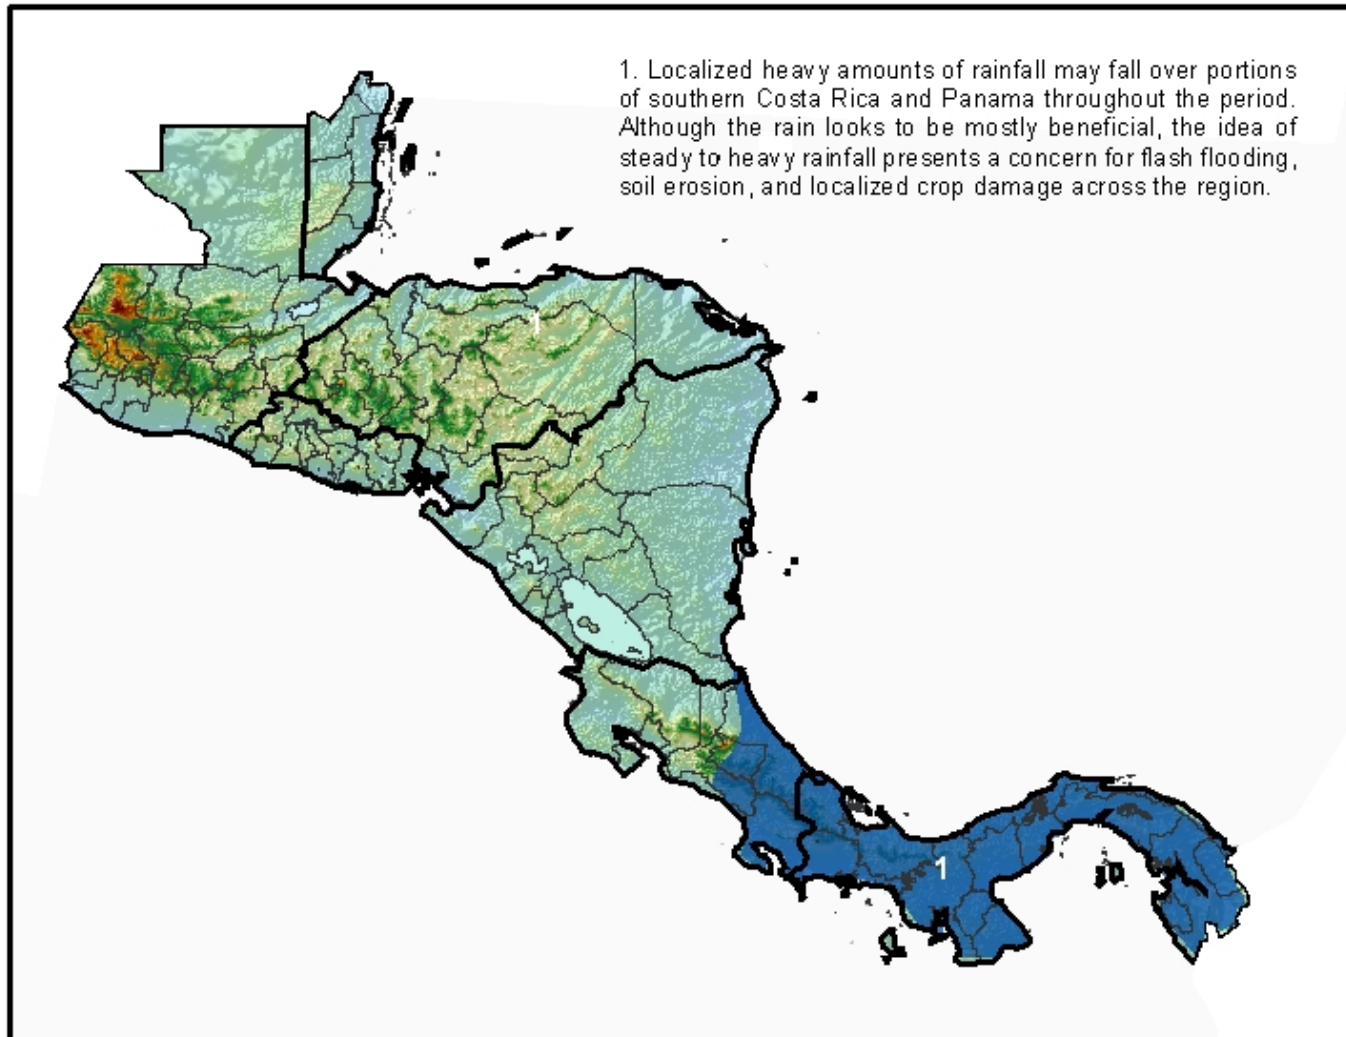 1. Localized heavy amounts of rainfall may fall over portions
of southern Costa Rica and Panama throughout the period.
Although the rain looks to be mostly beneficial, the idea of
steady to heavy rainfall presents a concern for flash flooding,
soil erosion, and localized crop damage across the region.
1
1